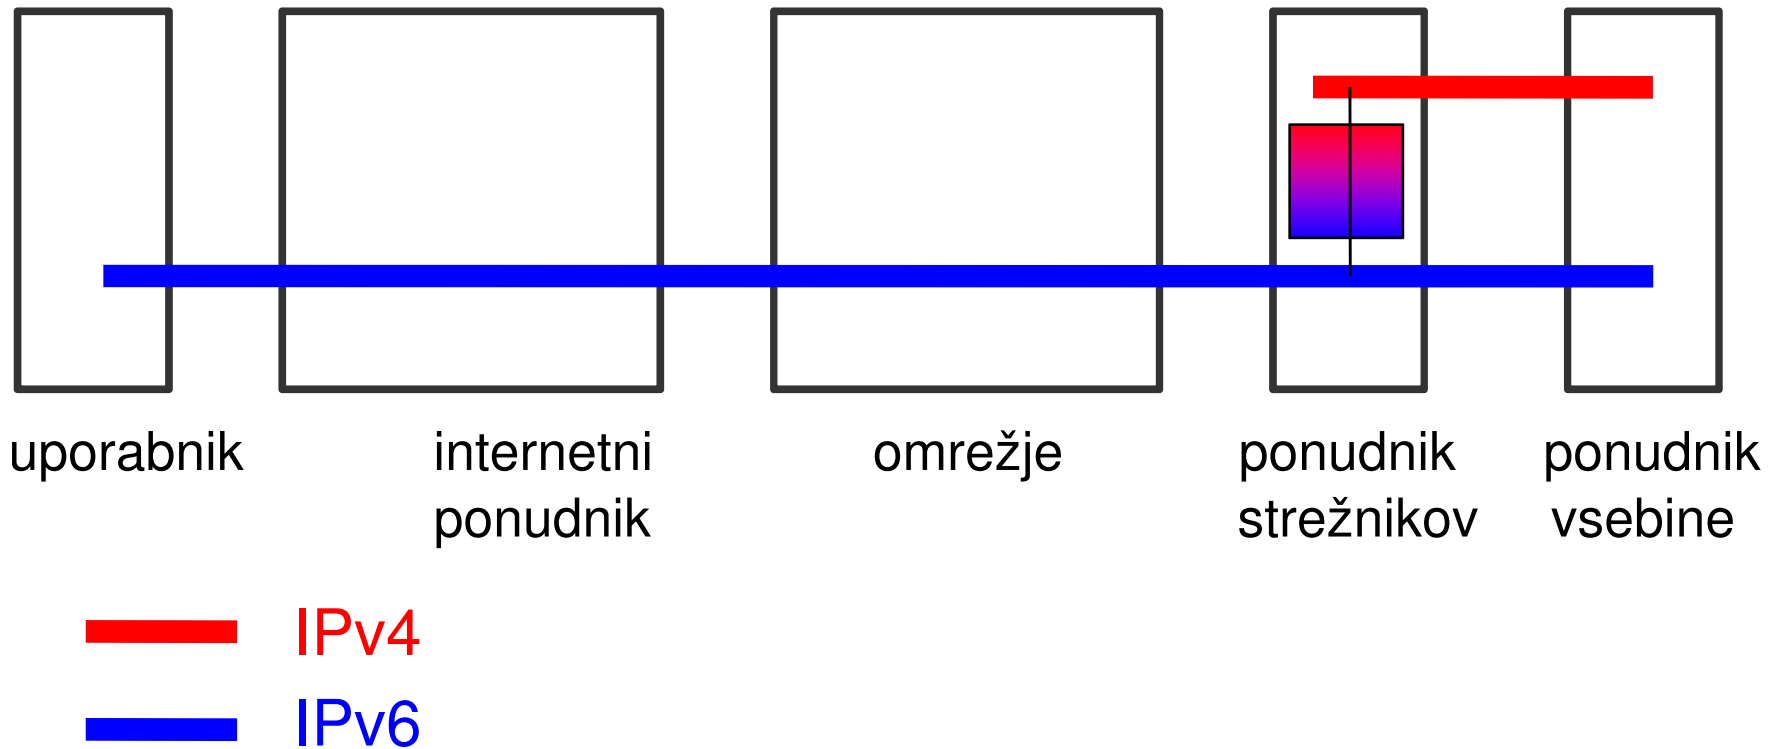 uporabnik
internetni
ponudnik
omrežje
ponudnik
strežnikov
ponudnik
vsebine
IPv4
IPv6